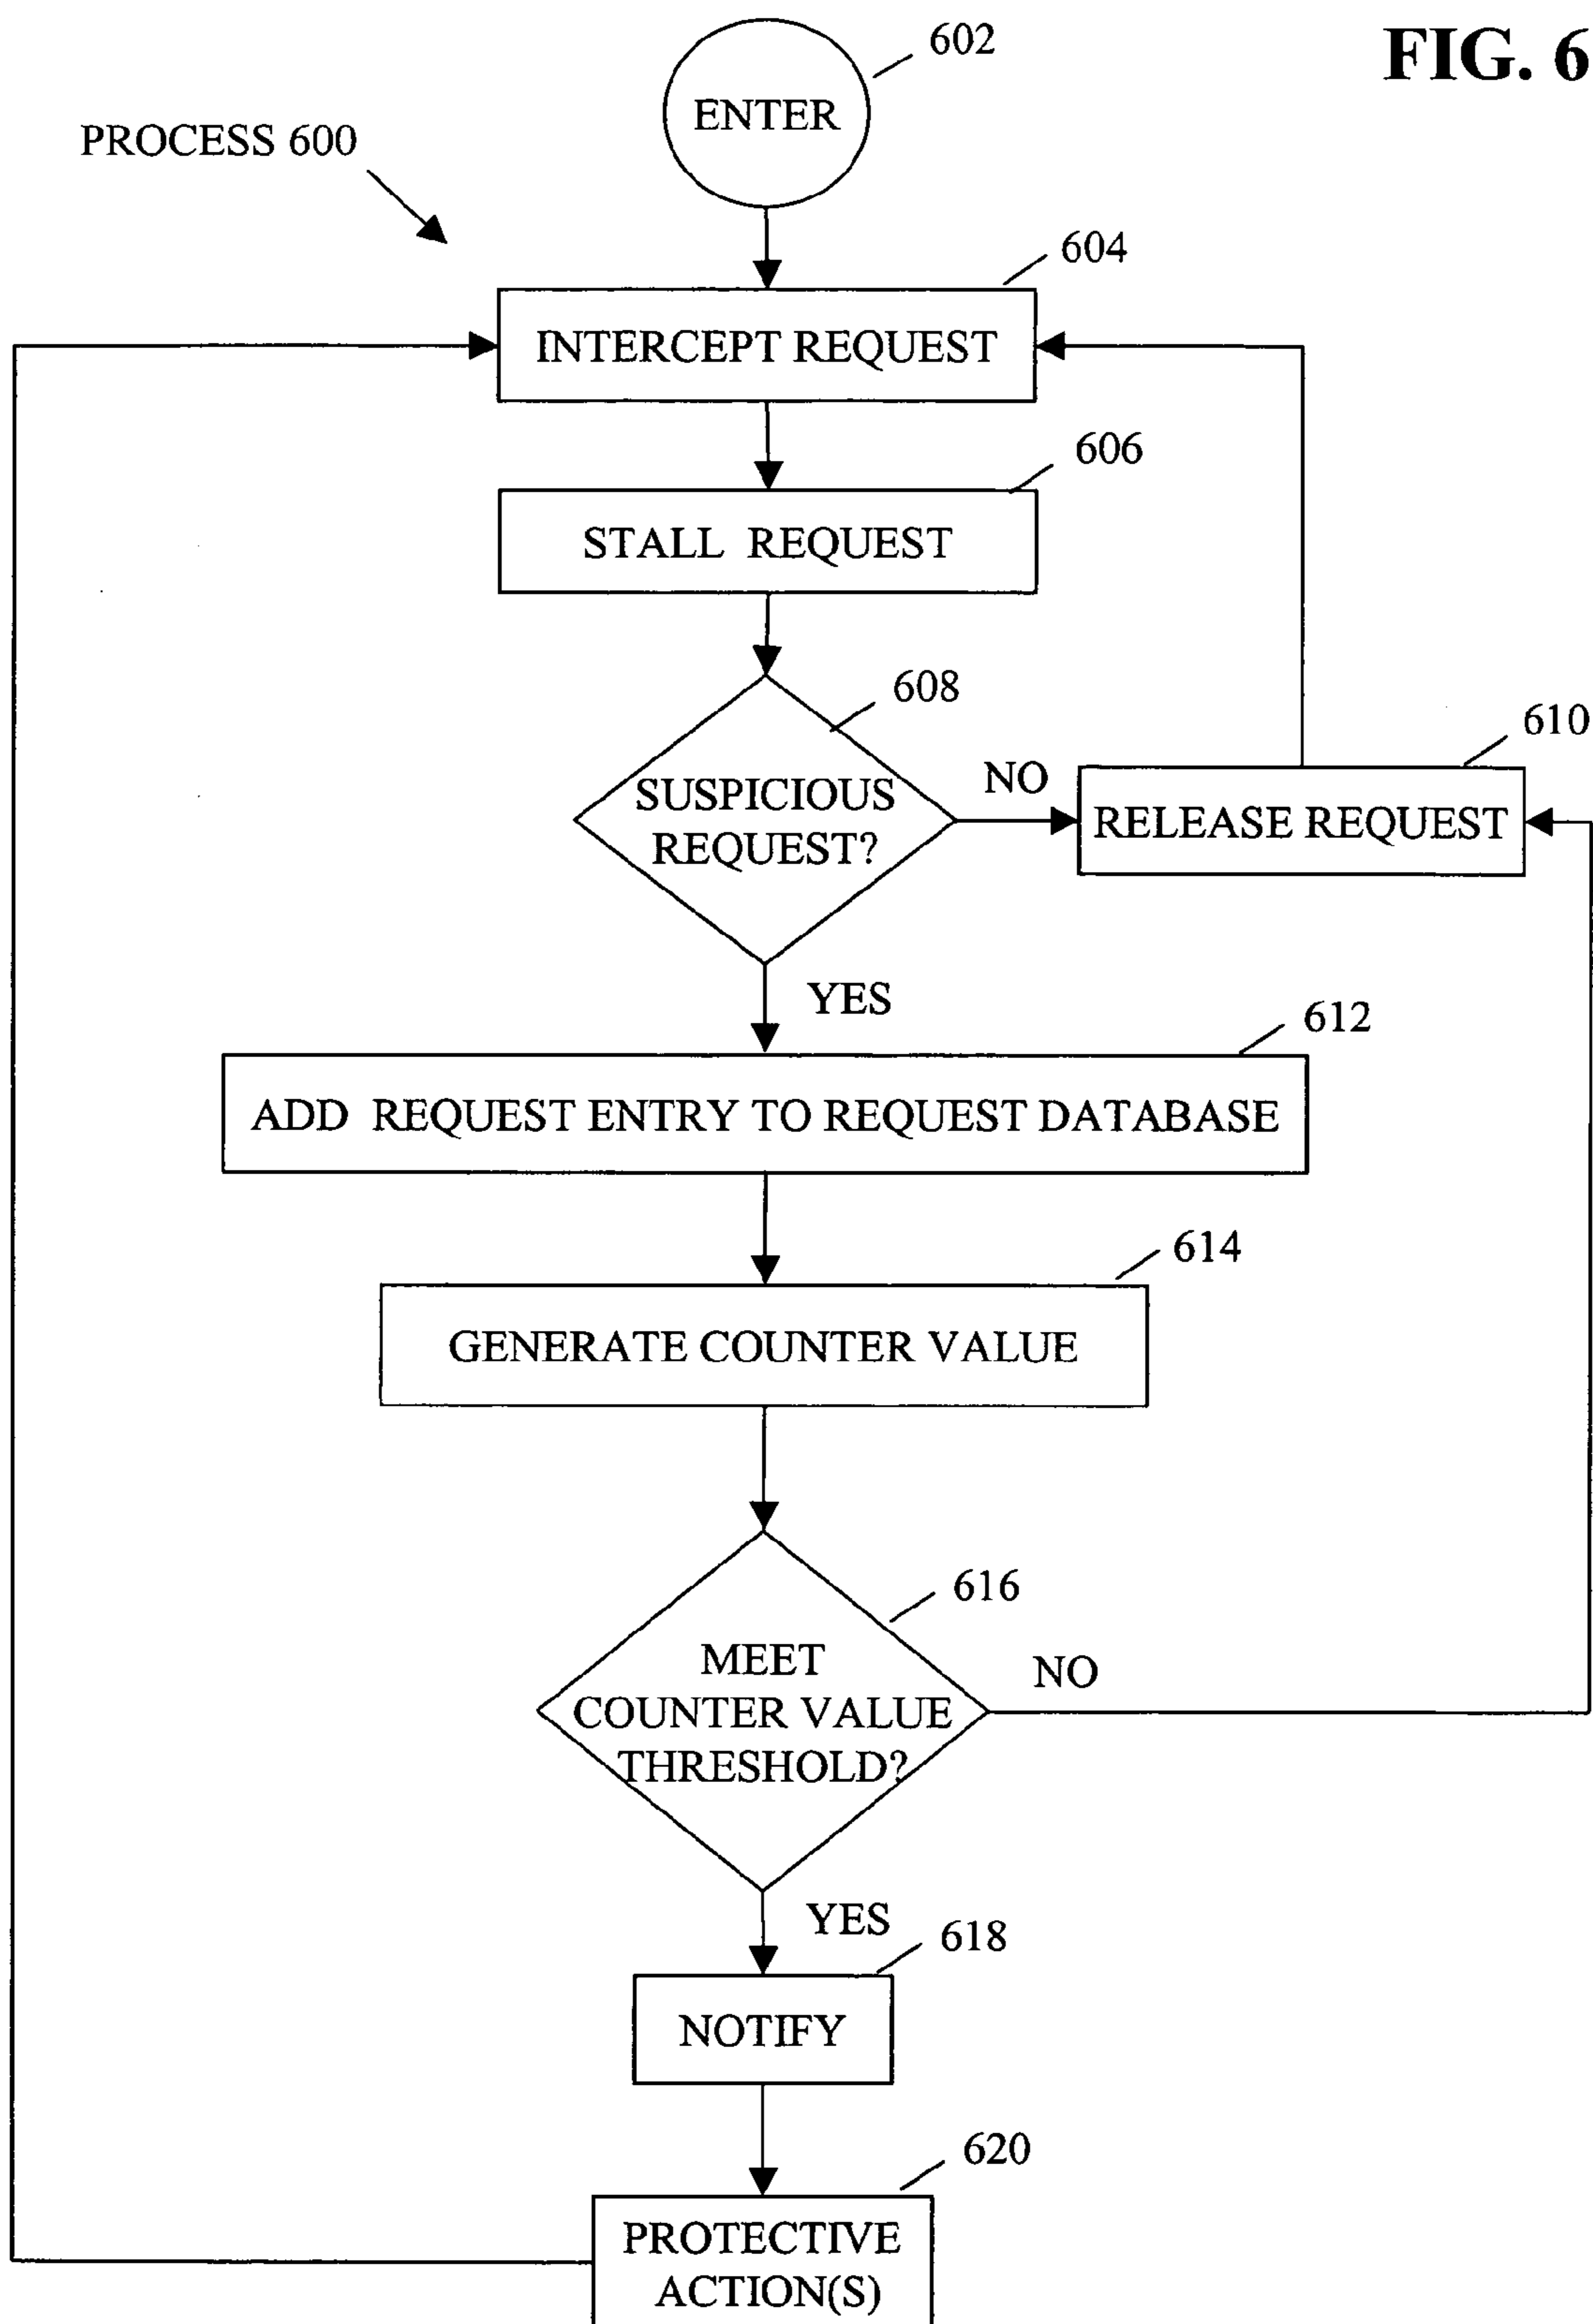 FIG. 6
602
ENTER
PROCESS 600
604
INTERCEPT REQUEST
606
STALL REQUEST
608
SUSPICIOUS
REQUEST?
NO
610
RELEASE REQUEST
YES
612
ADD REQUEST ENTRY TO REQUEST DATABASE
614
GENERATE COUNTER VALUE
616
MEET
COUNTER VALUE
THRESHOLD?
NO
YES
618
NOTIFY
620
PROTECTIVE
ACTION(S)